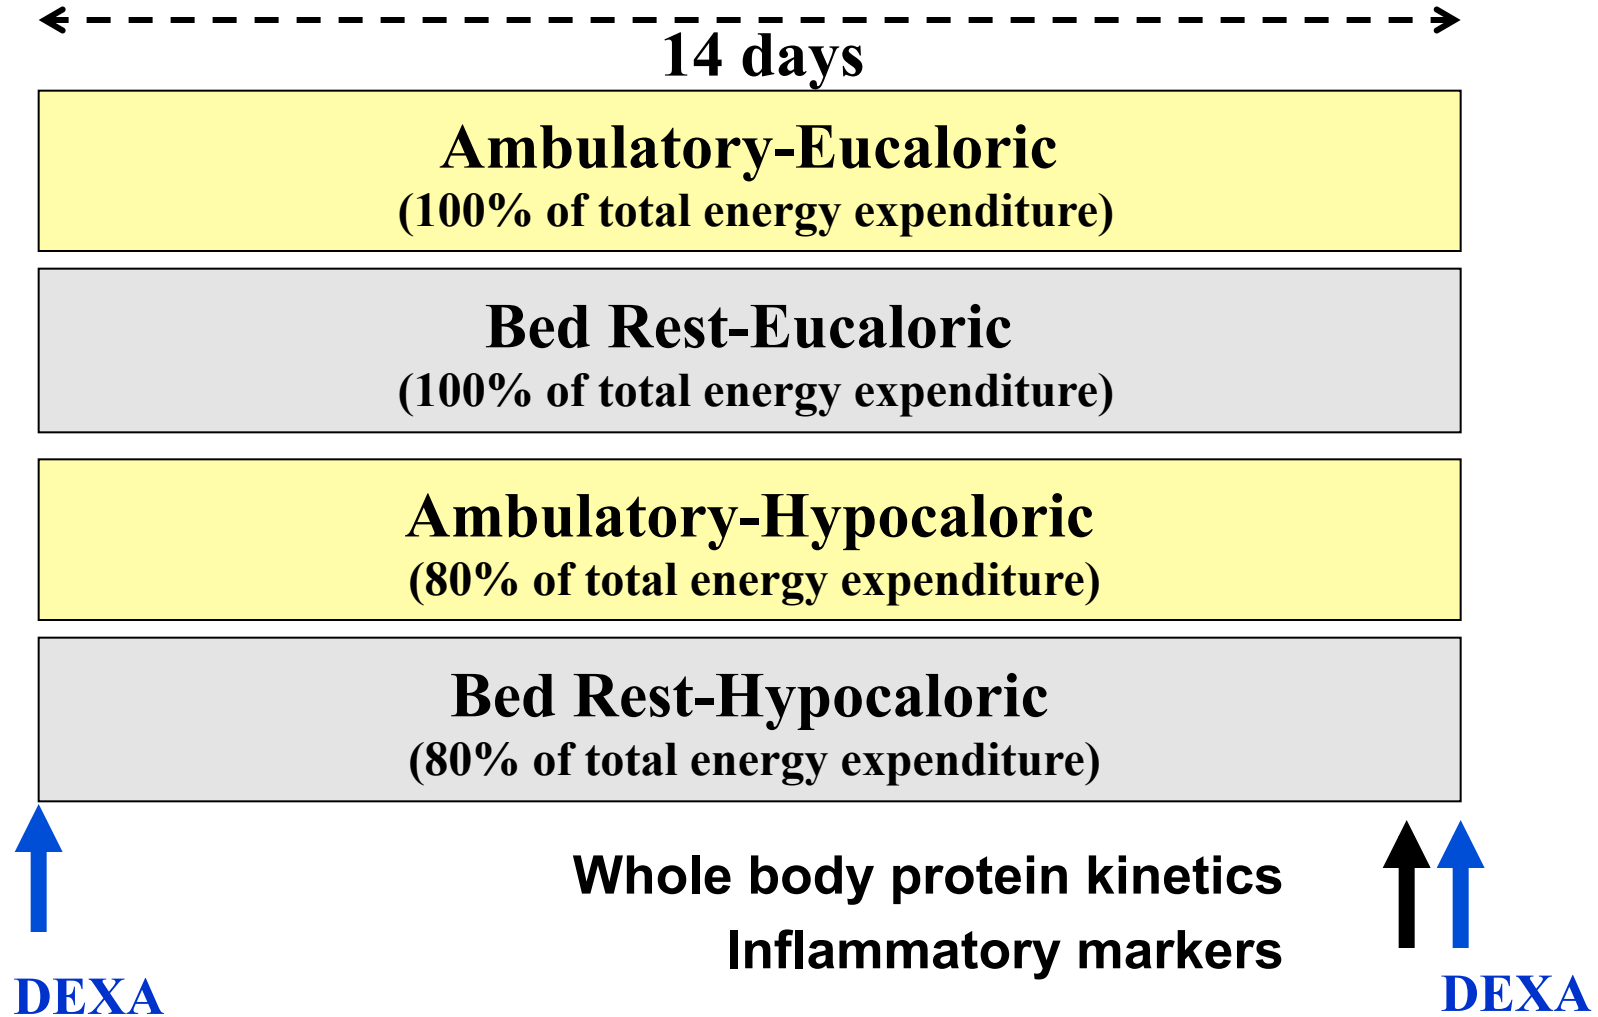 14 days
Ambulatory-Eucaloric
(100% of total energy expenditure)
Bed Rest-Eucaloric
(100% of total energy expenditure)
Ambulatory-Hypocaloric
(80% of total energy expenditure)
Bed Rest-Hypocaloric
(80% of total energy expenditure)
Whole body protein kinetics
Inflammatory markers
DEXA
DEXA